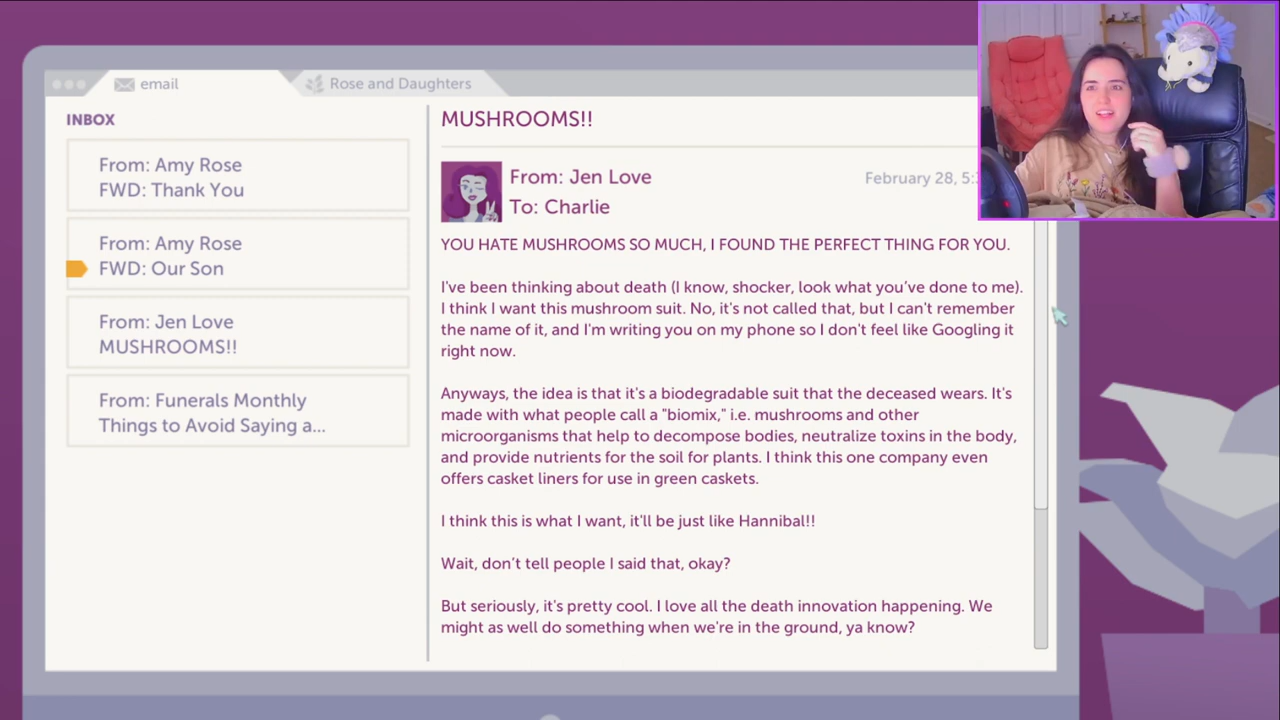 email
Rose and Daughters
INBOX
From: Amy Rose
FWD: Thank You
From: Amy Rose
FWD: Our Son
From: Jen Love
MUSHROOMS!!
From: Funerals Monthly
Things to Avoid Saying a...
MUSHROOMS!!
From: Jen Love
February 28, 5:
To: Charlie
YOU HATE MUSHROOMS SO MUCH, I FOUND THE PERFECT THING FOR YOU.
I've been thinking about death (I know, shocker, look what you've done to me).
I think I want this mushroom suit. No, it's not called that, but I can't remember
the name of it, and I'm writing you on my phone so I don't feel like Googling it
right now.
Anyways, the idea is that it's a biodegradable suit that the deceased wears. It's
made with what people call a "biomix," i.e. mushrooms and other
microorganisms that help to decompose bodies, neutralize toxins in the body,
and provide nutrients for the soil for plants. I think this one company even
offers casket liners for use in green caskets.
I think this is what I want, it'll be just like Hannibal!!
Wait, don't tell people I said that, okay?
But seriously, it's pretty cool. I love all the death innovation happening. We
might as well do something when we're in the ground, ya know?